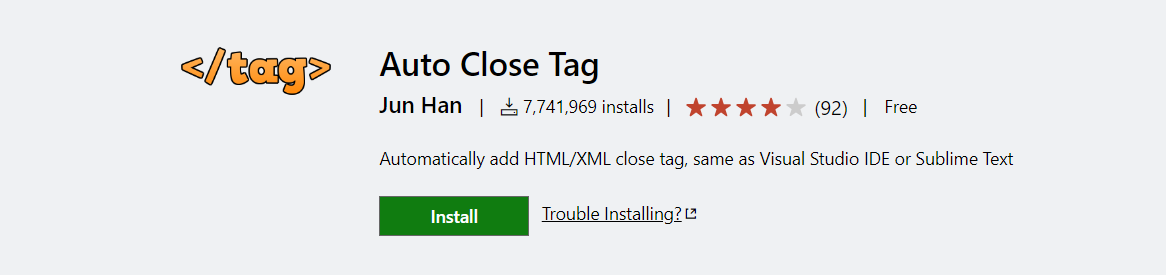 </tag>
Auto Close Tag
Jun Han | 7,741,969 installs | (92) | Free
Automatically add HTML/XML close tag, same as Visual Studio IDE or Sublime Text
Install Trouble Installing?